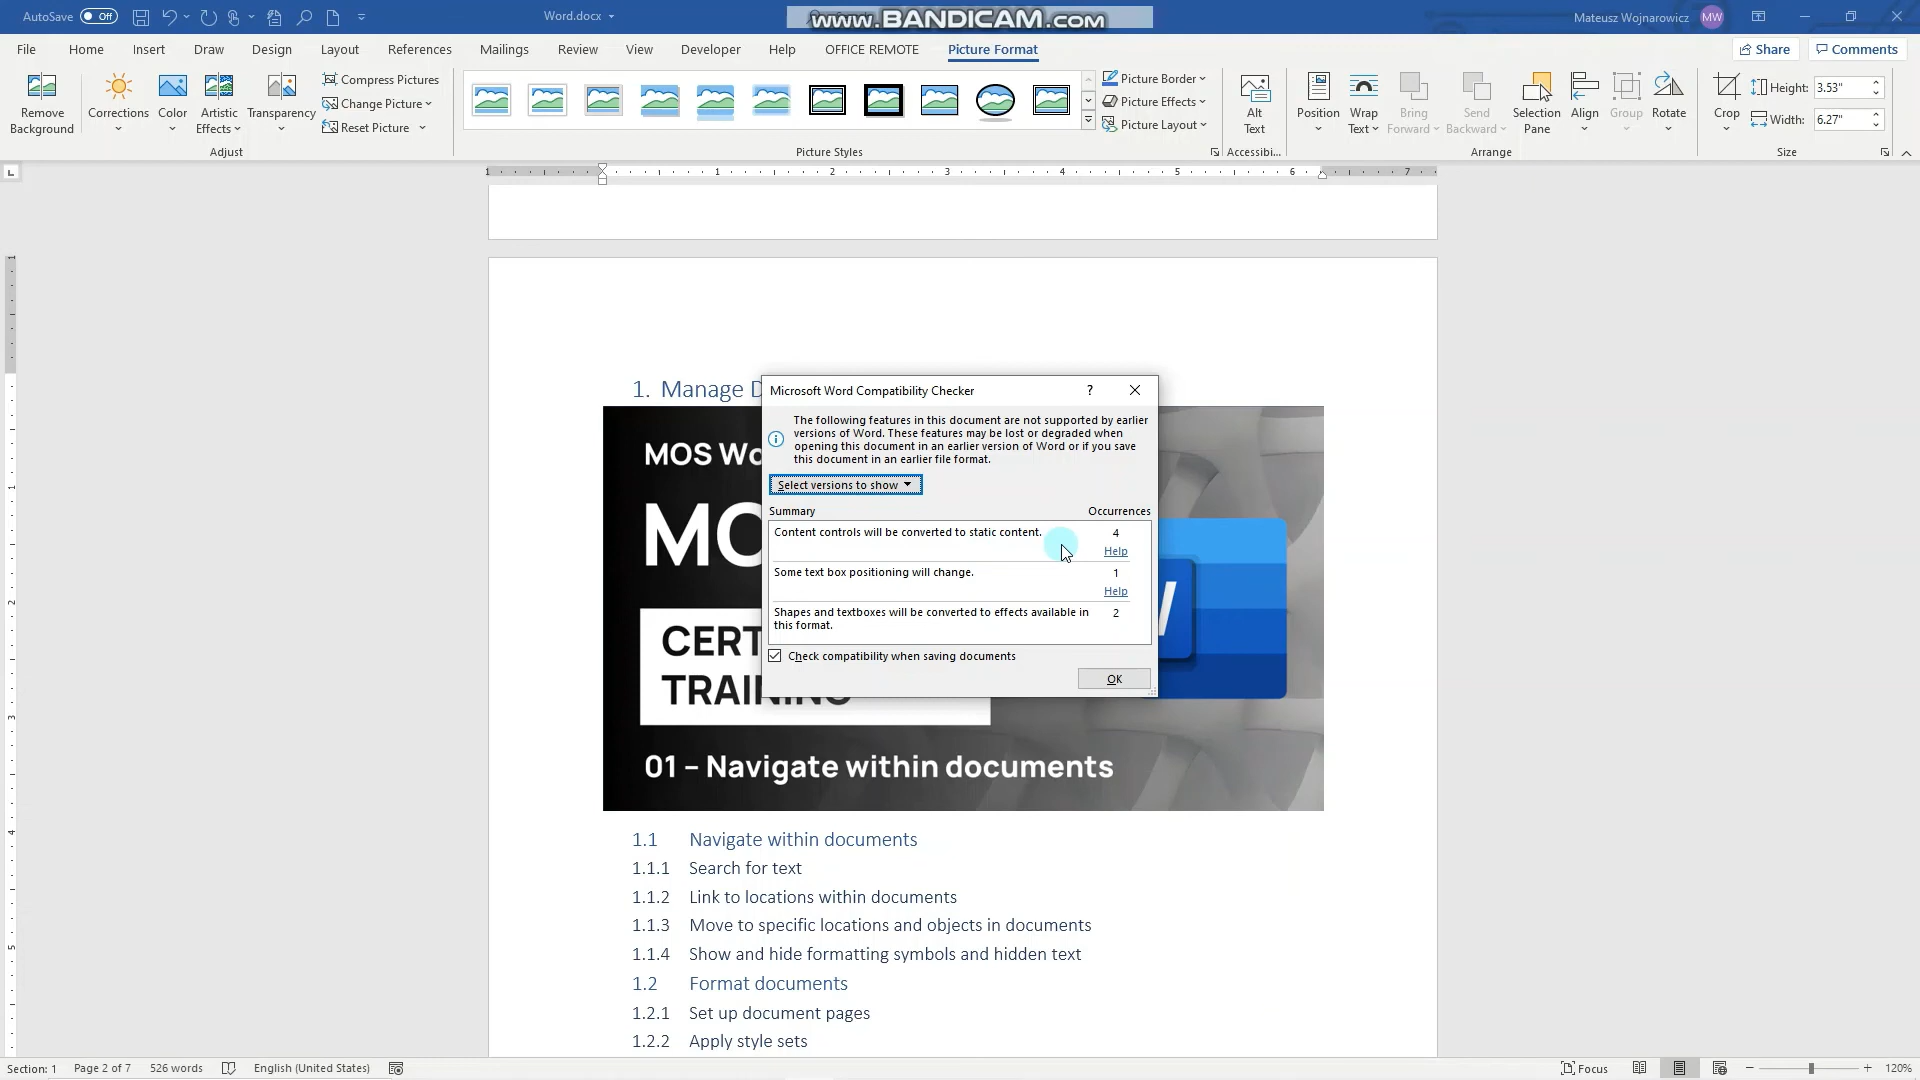 AutoSave Off
Word.docx
www.BANDICAM.com
Mateusz Wojnarowicz MW
File Home Insert Draw Design Layout References Mailings Review View Developer Help OFFICE REMOTE Picture Format
Share Comments
Remove Background
Corrections
Color
Artistic Effects
Transparency
Compress Pictures
Change Picture
Reset Picture
Adjust
Picture Styles
Picture Border
Picture Effects
Picture Layout
Alt Text
Accessibi...
Position
Wrap Text
Bring Forward
Send Backward
Selection Pane
Align
Group
Rotate
Arrange
Crop
Height: 3.53"
Width: 6.27"
Size
1 1 2 3 4 5 6 7
1. Manage D
MOS Wo
MO
CERT
TRAINING
01 – Navigate within documents
Microsoft Word Compatibility Checker ?
The following features in this document are not supported by earlier
versions of Word. These features may be lost or degraded when
opening this document in an earlier version of Word or if you save
this document in an earlier file format.
Select versions to show
Summary Occurrences
Content controls will be converted to static content. 4
Help
Some text box positioning will change. 1
Help
Shapes and textboxes will be converted to effects available in 2
this format.
Check compatibility when saving documents
OK
1.1 Navigate within documents
1.1.1 Search for text
1.1.2 Link to locations within documents
1.1.3 Move to specific locations and objects in documents
1.1.4 Show and hide formatting symbols and hidden text
1.2 Format documents
1.2.1 Set up document pages
1.2.2 Apply style sets
Section: 1 Page 2 of 7 526 words English (United States) Focus 120%